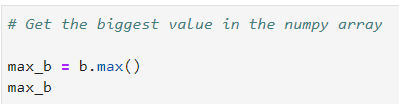 # Get the biggest value in the numpy array
max_b = b.max()
max_b